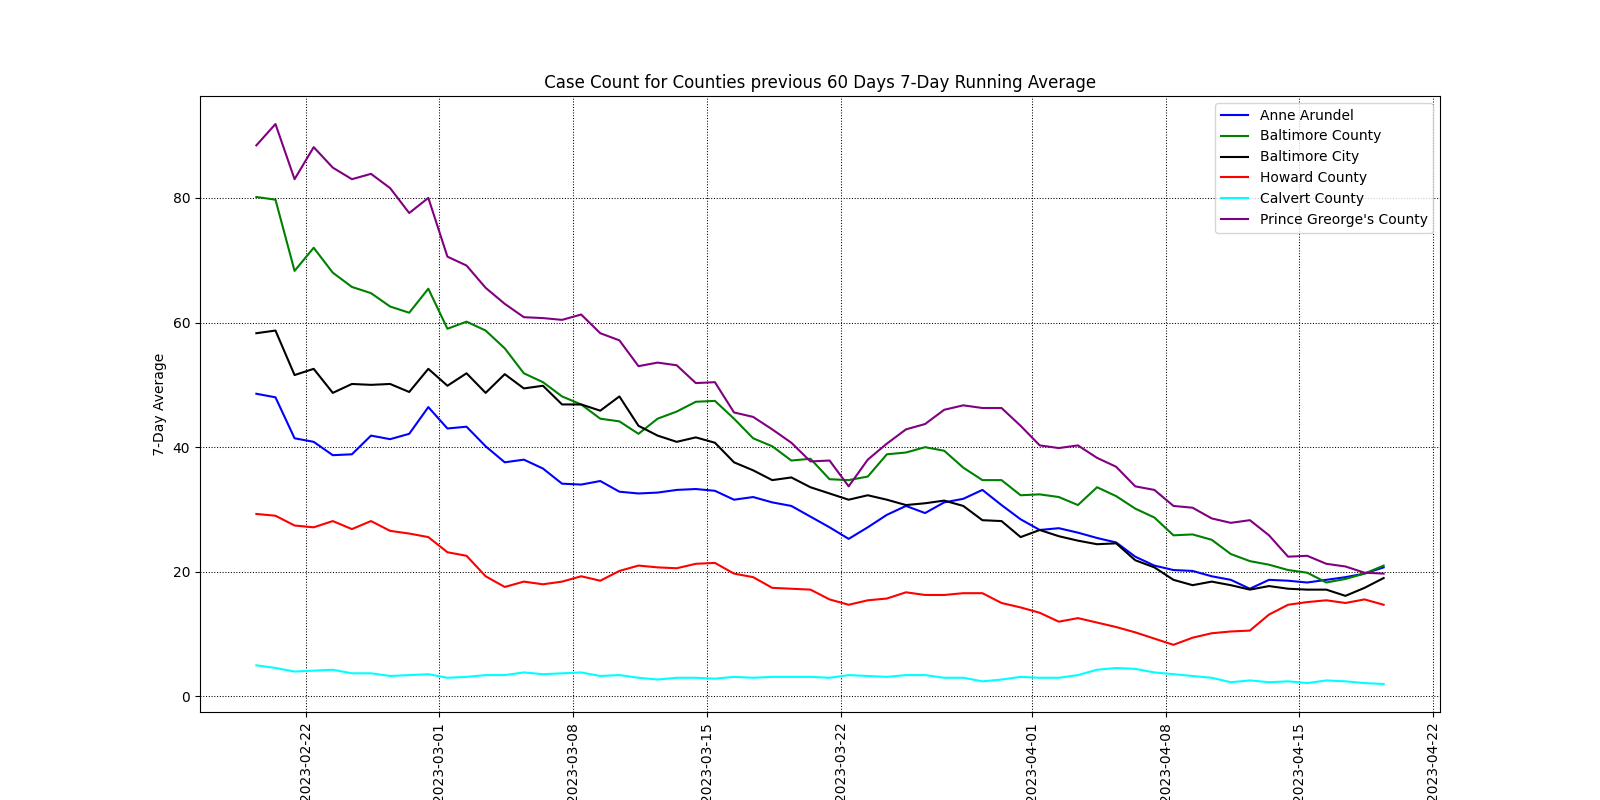 Case Count for Counties previous 60 Days 7-Day Running Average
Anne Arundel
Baltimore County
Baltimore City
Howard County
Calvert County
Prince Greorge's County
7-Day Average
80
60
40
20
0
2023-02-22
2023-03-01
2023-03-08
2023-03-15
2023-03-22
2023-04-01
2023-04-08
2023-04-15
2023-04-22